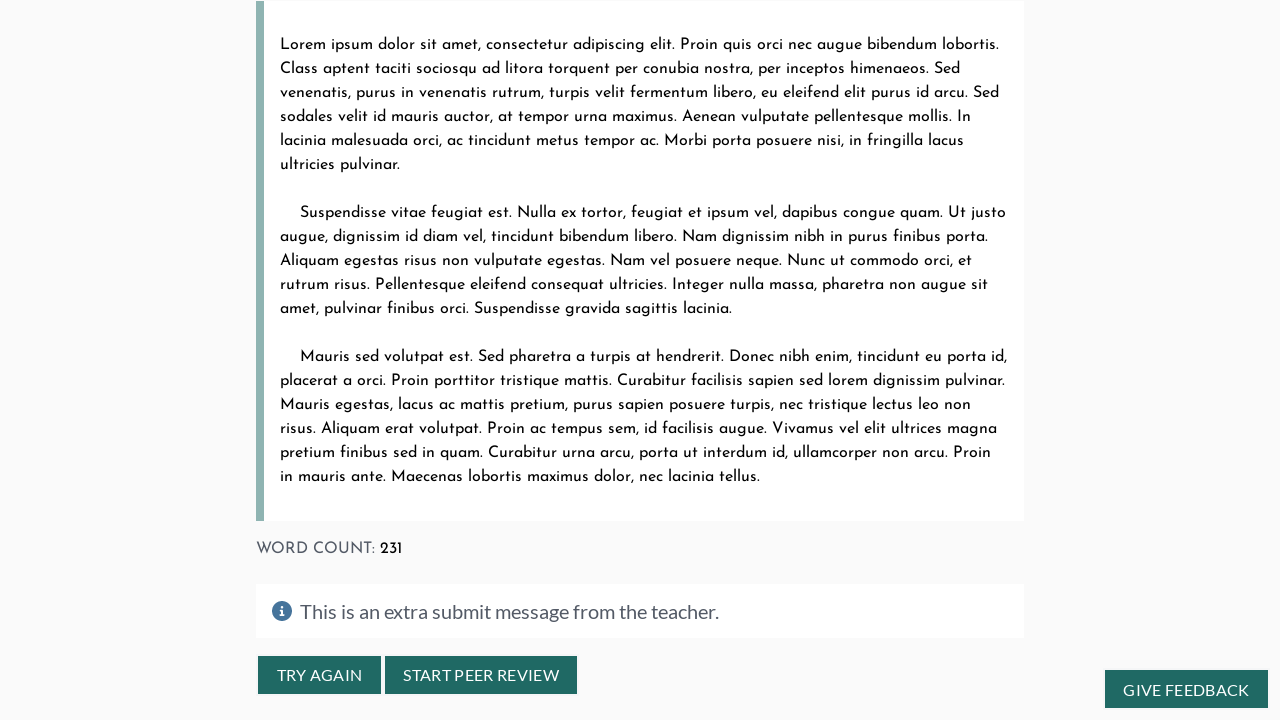 Lorem ipsum dolor sit amet, consectetur adipiscing elit. Proin quis orci nec augue bibendum lobortis.
Class aptent taciti sociosqu ad litora torquent per conubia nostra, per inceptos himenaeos. Sed
venenatis, purus in venenatis rutrum, turpis velit fermentum libero, eu eleifend elit purus id arcu. Sed
sodales velit id mauris auctor, at tempor urna maximus. Aenean vulputate pellentesque mollis. In
lacinia malesuada orci, ac tincidunt metus tempor ac. Morbi porta posuere nisi, in fringilla lacus
ultricies pulvinar.
Suspendisse vitae feugiat est. Nulla ex tortor, feugiat et ipsum vel, dapibus congue quam. Ut justo
augue, dignissim id diam vel, tincidunt bibendum libero. Nam dignissim nibh in purus finibus porta.
Aliquam egestas risus non vulputate egestas. Nam vel posuere neque. Nunc ut commodo orci, et
rutrum risus. Pellentesque eleifend consequat ultricies. Integer nulla massa, pharetra non augue sit
amet, pulvinar finibus orci. Suspendisse gravida sagittis lacinia.
Mauris sed volutpat est. Sed pharetra a turpis at hendrerit. Donec nibh enim, tincidunt eu porta id,
placerat a orci. Proin porttitor tristique mattis. Curabitur facilisis sapien sed lorem dignissim pulvinar.
Mauris egestas, lacus ac mattis pretium, purus sapien posuere turpis, nec tristique lectus leo non
risus. Aliquam erat volutpat. Proin ac tempus sem, id facilisis augue. Vivamus vel elit ultrices magna
pretium finibus sed in quam. Curabitur urna arcu, porta ut interdum id, ullamcorper non arcu. Proin
in mauris ante. Maecenas lobortis maximus dolor, nec lacinia tellus.
WORD COUNT: 231
This is an extra submit message from the teacher.
TRY AGAIN START PEER REVIEW
GIVE FEEDBACK